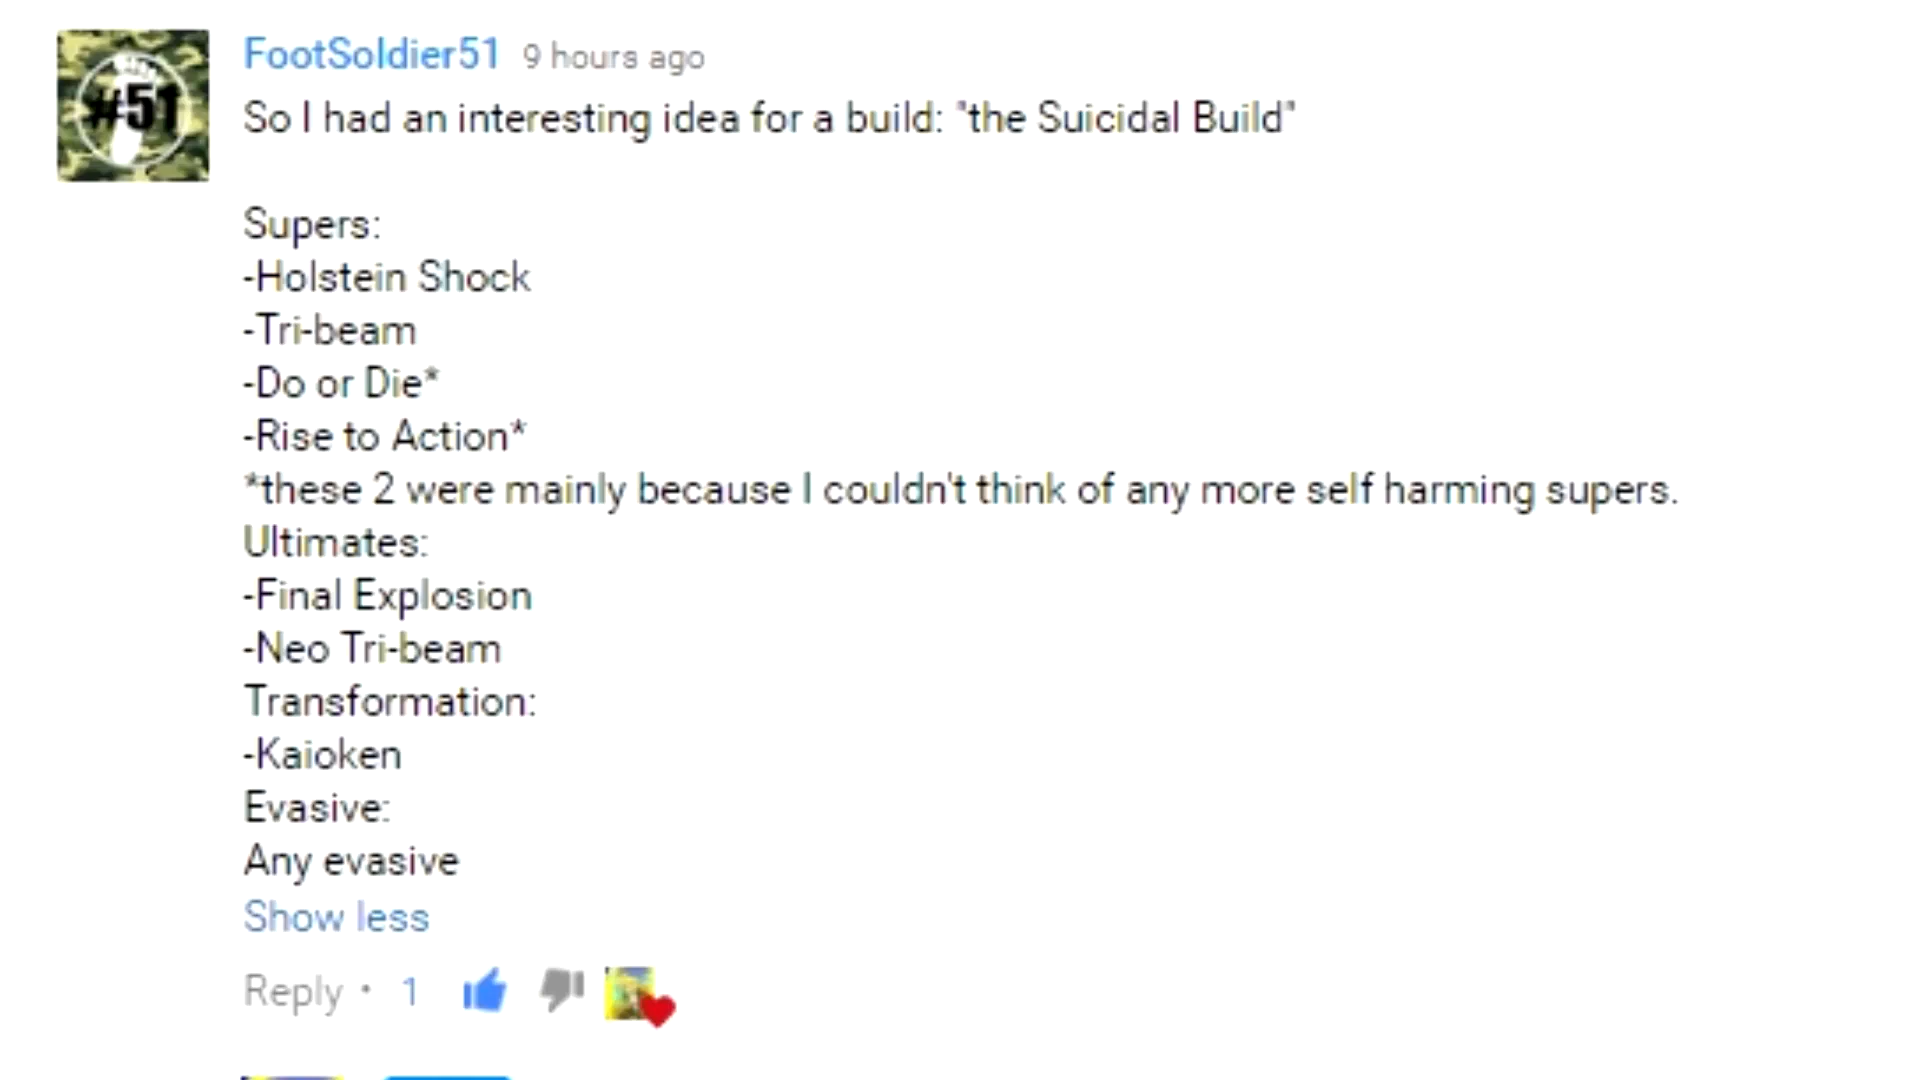 #51
FootSoldier51 9 hours ago
So I had an interesting idea for a build: "the Suicidal Build"
Supers:
-Holstein Shock
-Tri-beam
-Do or Die*
-Rise to Action*
*these 2 were mainly because I couldn't think of any more self harming supers.
Ultimates:
-Final Explosion
-Neo Tri-beam
Transformation:
-Kaioken
Evasive:
Any evasive
Show less
Reply • 1